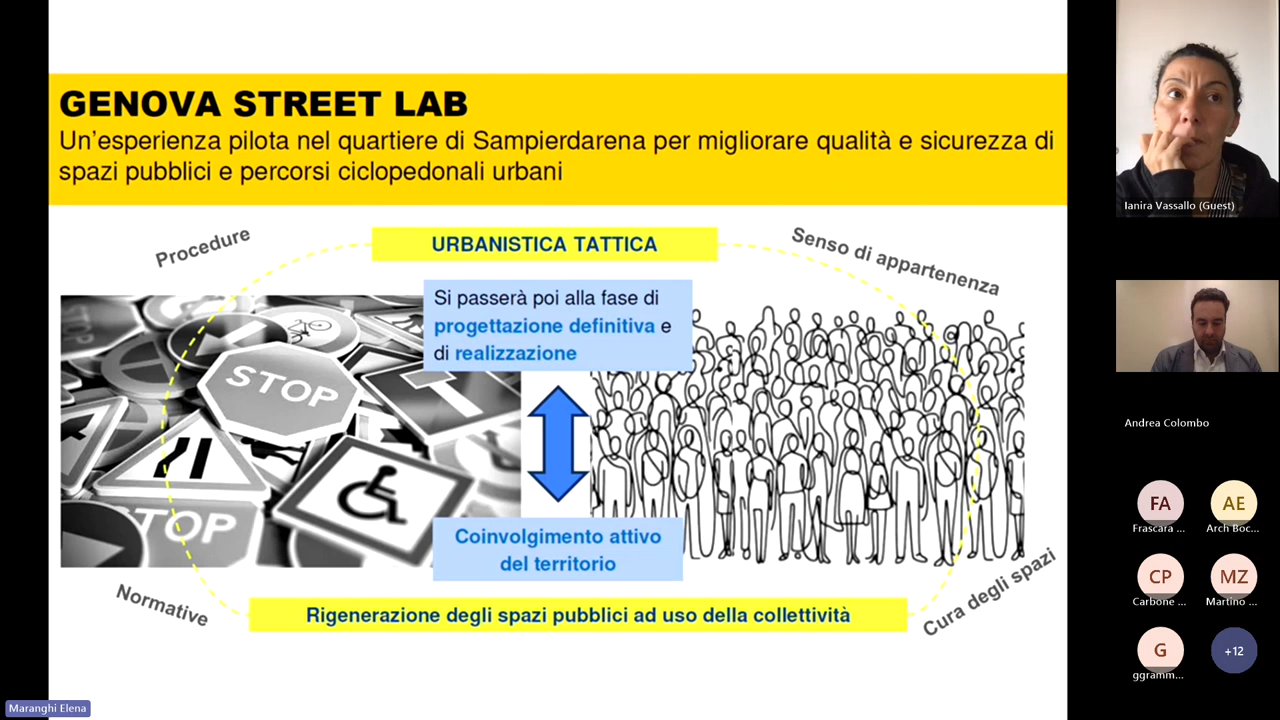 GENOVA STREET LAB
Un'esperienza pilota nel quartiere di Sampierdarena per migliorare qualità e sicurezza di
spazi pubblici e percorsi ciclopedonali urbani
Procedure
URBANISTICA TATTICA
Senso di appartenenza
Si passerà poi alla fase di
progettazione definitiva e
di realizzazione
STOP
STOP
Coinvolgimento attivo
del territorio
Normative
Rigenerazione degli spazi pubblici ad uso della collettività
Cura degli spazi
Maranghi Elena
Ianira Vassallo (Guest)
Andrea Colombo
FA
Frascara ...
AE
Arch Boc...
CP
Carbone ...
MZ
Martino ...
G
ggramm...
+12